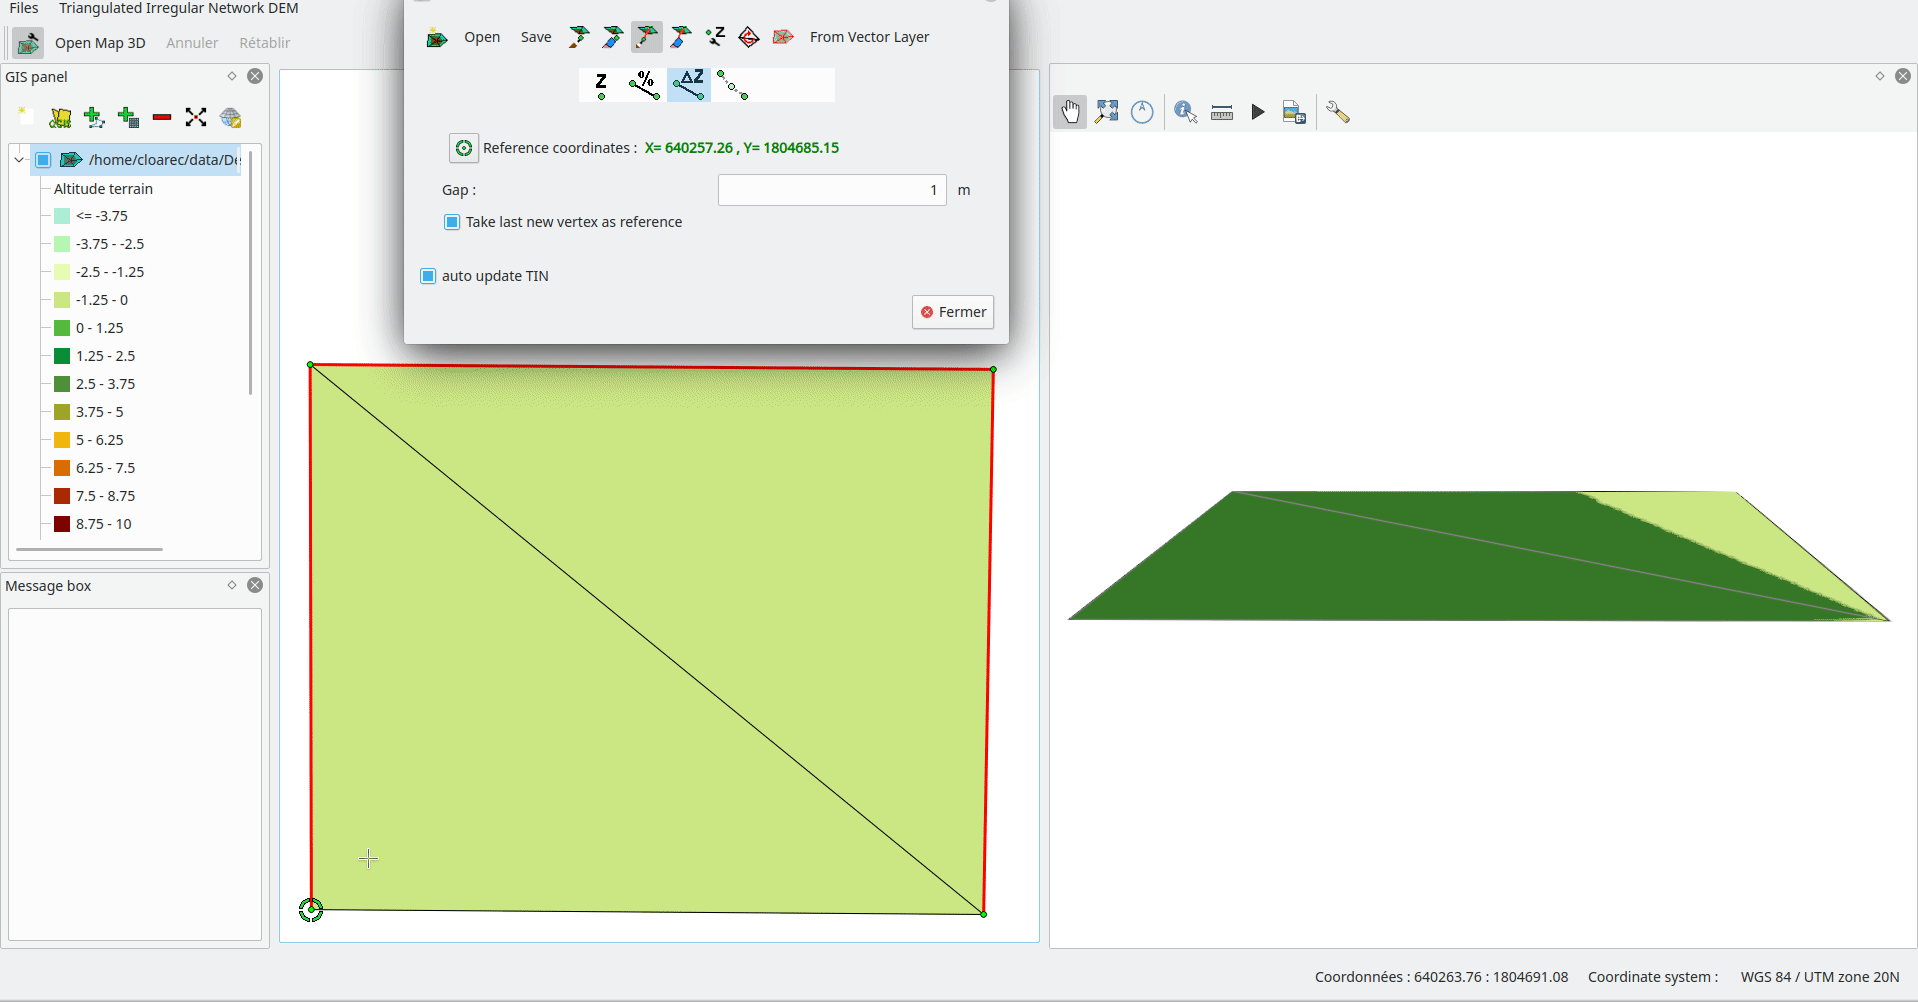 Files Triangulated Irregular Network DEM
Open Map 3D Annuler Rétablir
Open Save From Vector Layer
Z % ΔZ
Reference coordinates : X= 640257.26 , Y= 1804685.15
Gap : 1 m
Take last new vertex as reference
auto update TIN
Fermer
GIS panel
/home/cloarec/data/De
Altitude terrain
<= -3.75
-3.75 - -2.5
-2.5 - -1.25
-1.25 - 0
0 - 1.25
1.25 - 2.5
2.5 - 3.75
3.75 - 5
5 - 6.25
6.25 - 7.5
7.5 - 8.75
8.75 - 10
Message box
Coordonnées : 640263.76 : 1804691.08 Coordinate system : WGS 84 / UTM zone 20N